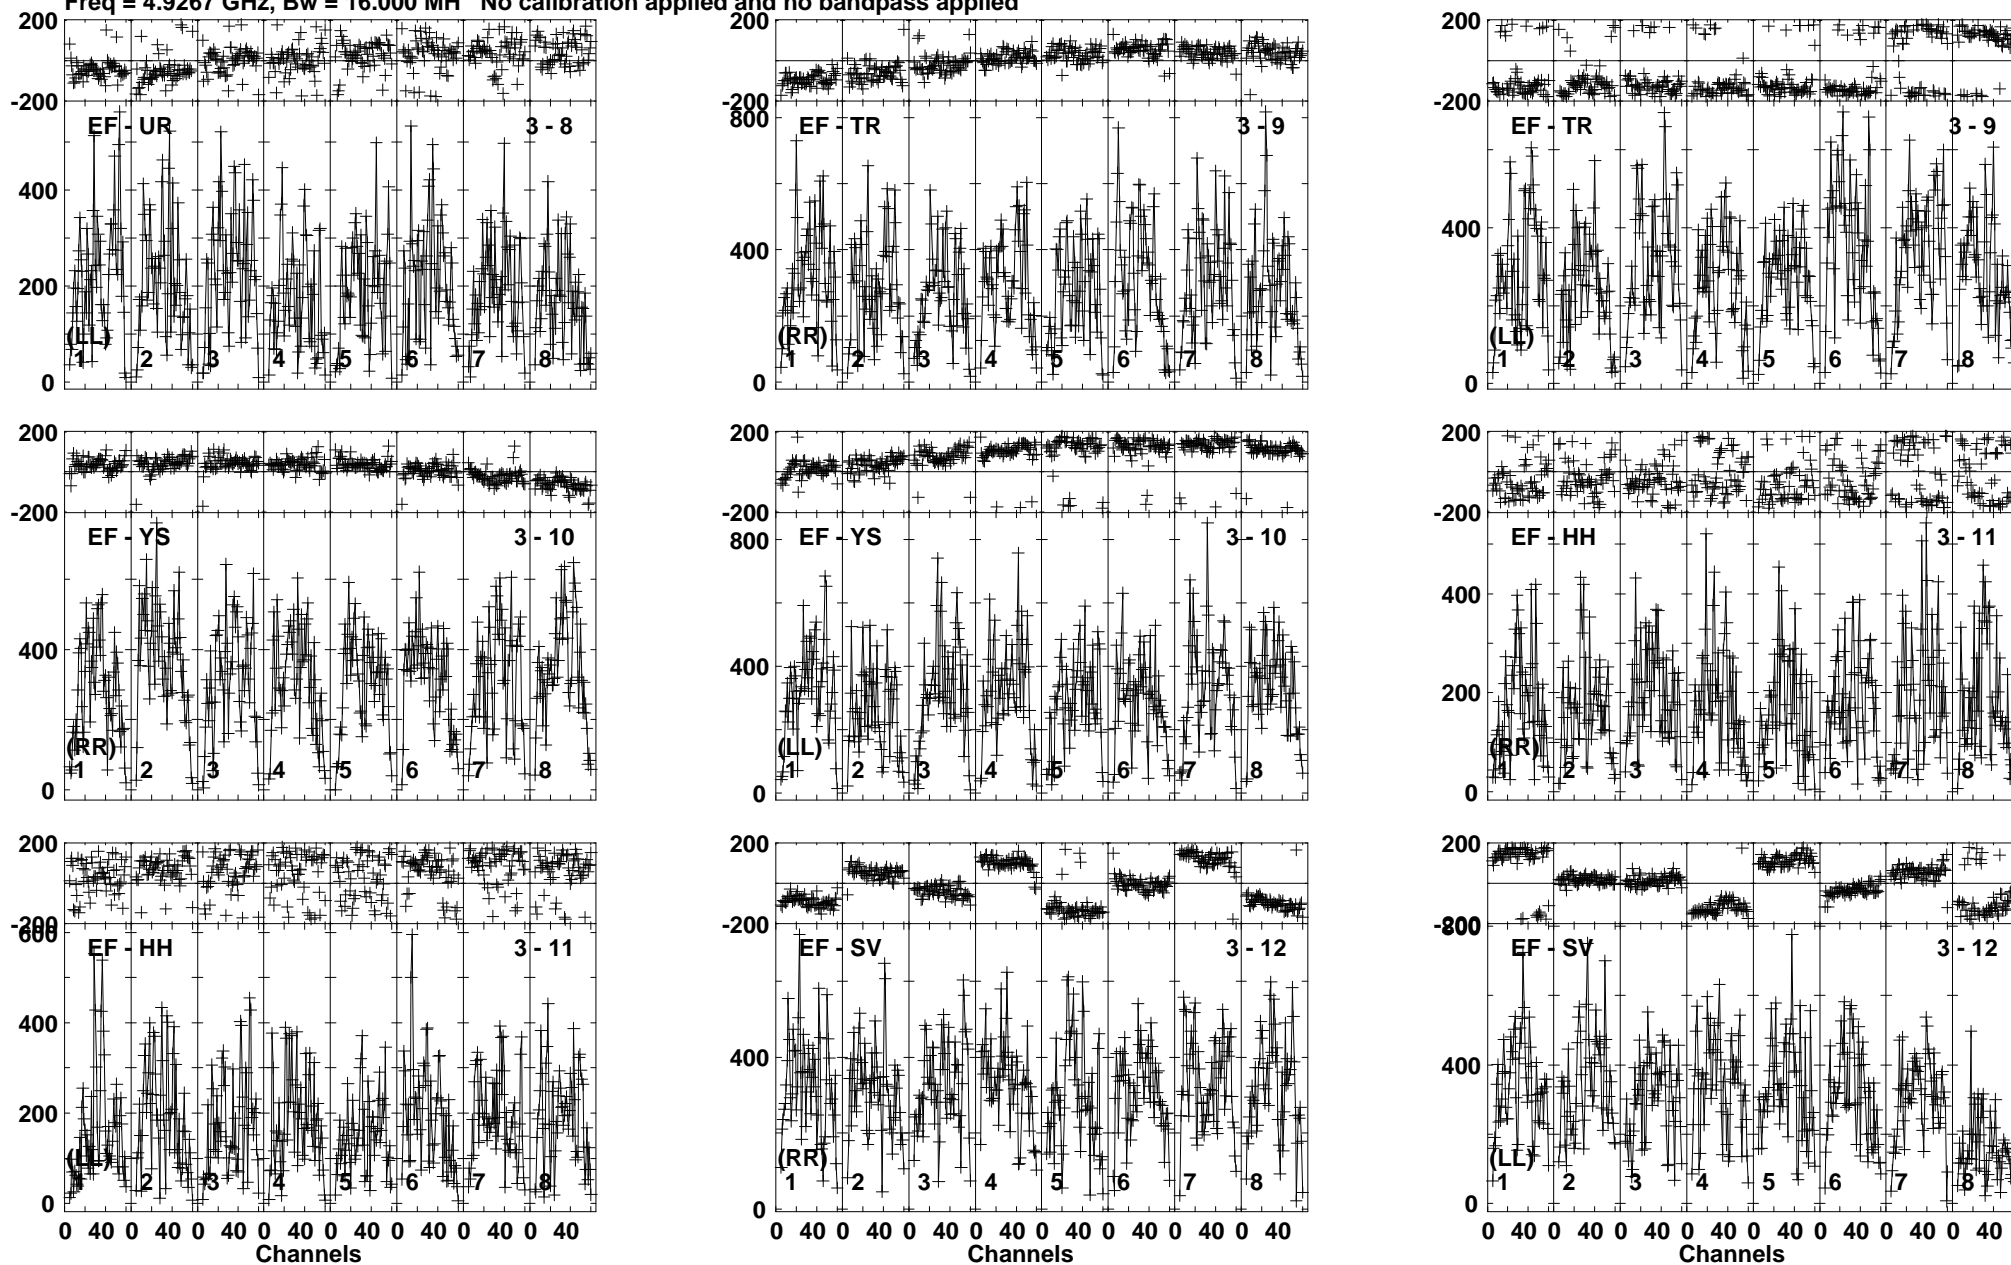 Freq = 4.9267 GHz, Bw = 16.000 MH No calibration applied and no bandpass applied
200 200 200
-200 -200 -200
EF - UR 3 - 8
800 EF - TR 3 - 9
EF - TR 3 - 9
400 400 400
200
(LL) (RR) (LL)
1 2 3 4 5 6 7 8 1 2 3 4 5 6 7 8 1 2 3 4 5 6 7 8
0 0 0
200 200 200
-200 -200 -200
EF - YS 3 - 10
800 EF - YS 3 - 10
EF - HH 3 - 11
400 400 400
200
(RR) (LL) (RR)
1 2 3 4 5 6 7 8 1 2 3 4 5 6 7 8 1 2 3 4 5 6 7 8
0 0 0
200 200 200
-200 -200 -200
600 800
EF - HH 3 - 11 EF - SV 3 - 12 EF - SV 3 - 12
400 400 400
200
(LL) (RR) (LL)
1 2 3 4 5 6 7 8 1 2 3 4 5 6 7 8 1 2 3 4 5 6 7 8
0 0 0
0 40 0 40 0 40 0 40 0 40 0 40 0 40 0 40 0 40 0 40 0 40 0 40 0 40 0 40 0 40 0 40 0 40 0 40 0 40 0 40 0 40 0 40 0 40 0 40
Channels Channels Channels